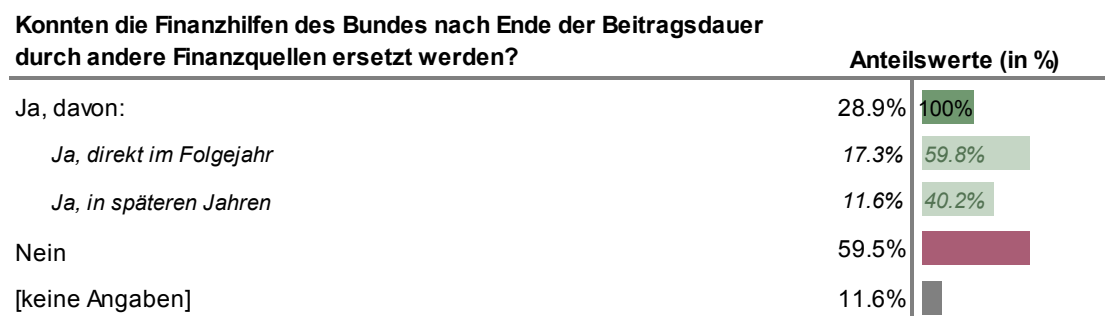 Konnten die Finanzhilfen des Bundes nach Ende der Beitragsdauer
durch andere Finanzquellen ersetzt werden? Anteilswerte (in %)
Ja, davon: 28.9% 100%
Ja, direkt im Folgejahr 17.3% 59.8%
Ja, in späteren Jahren 11.6% 40.2%
Nein 59.5%
[keine Angaben] 11.6%